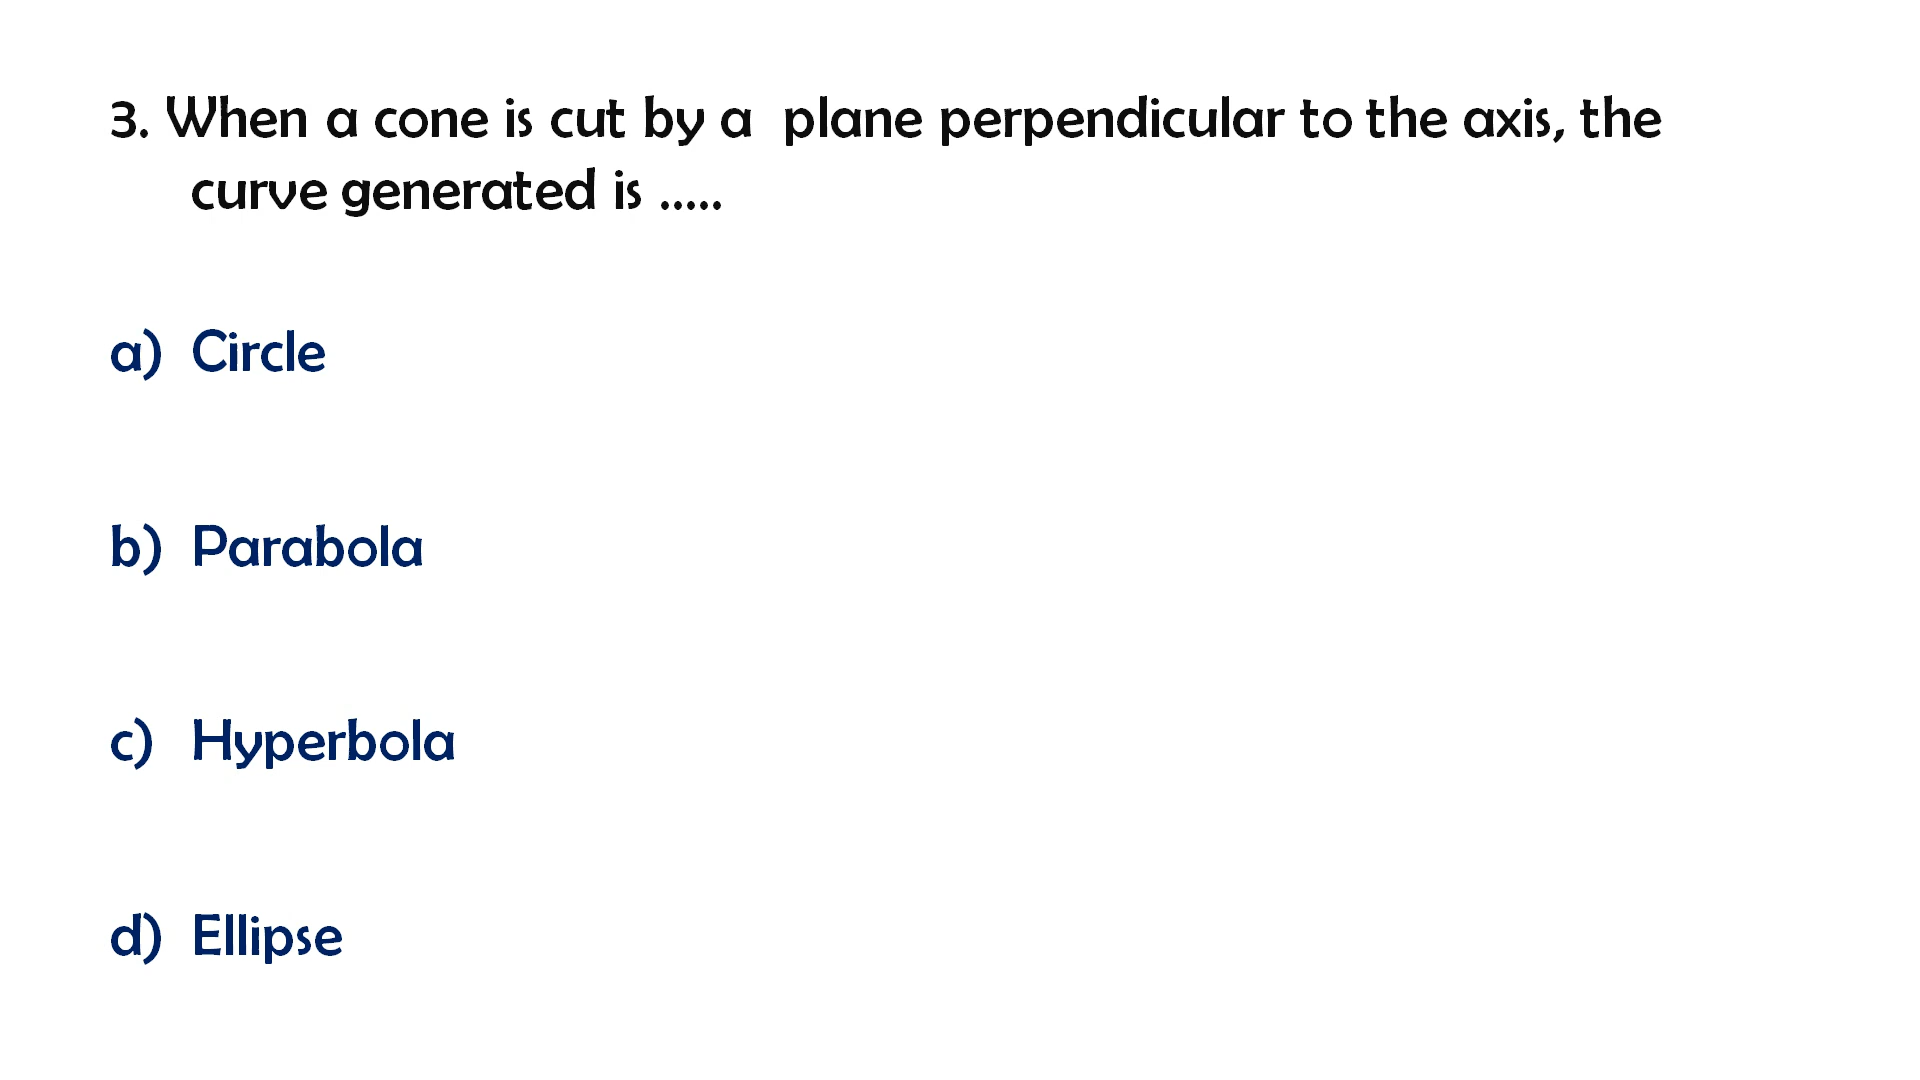 3. When a cone is cut by a  plane perpendicular to the axis, the
curve generated is .....
a) Circle
b) Parabola
c) Hyperbola
d) Ellipse